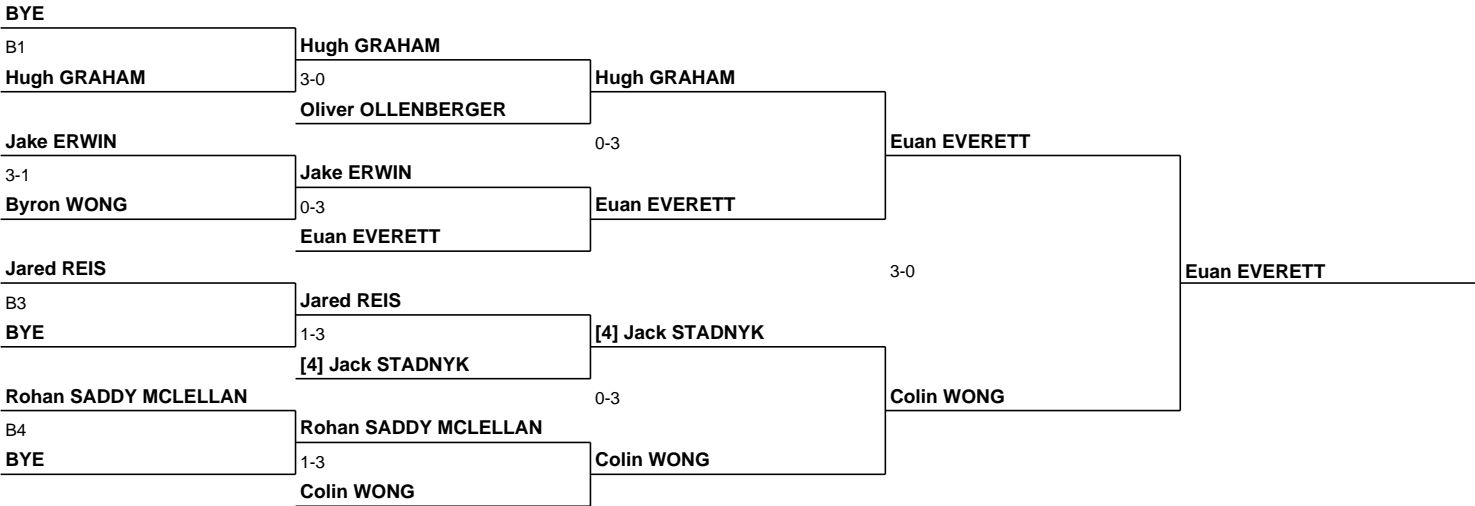 BYE
B1
Hugh GRAHAM
Hugh GRAHAM
3-0
Hugh GRAHAM
Oliver OLLENBERGER
Jake ERWIN
0-3
Euan EVERETT
3-1
Jake ERWIN
Byron WONG
0-3
Euan EVERETT
Euan EVERETT
Jared REIS
3-0
Euan EVERETT
B3
Jared REIS
BYE
1-3
[4] Jack STADNYK
[4] Jack STADNYK
Rohan SADDY MCLELLAN
0-3
Colin WONG
B4
Rohan SADDY MCLELLAN
BYE
1-3
Colin WONG
Colin WONG